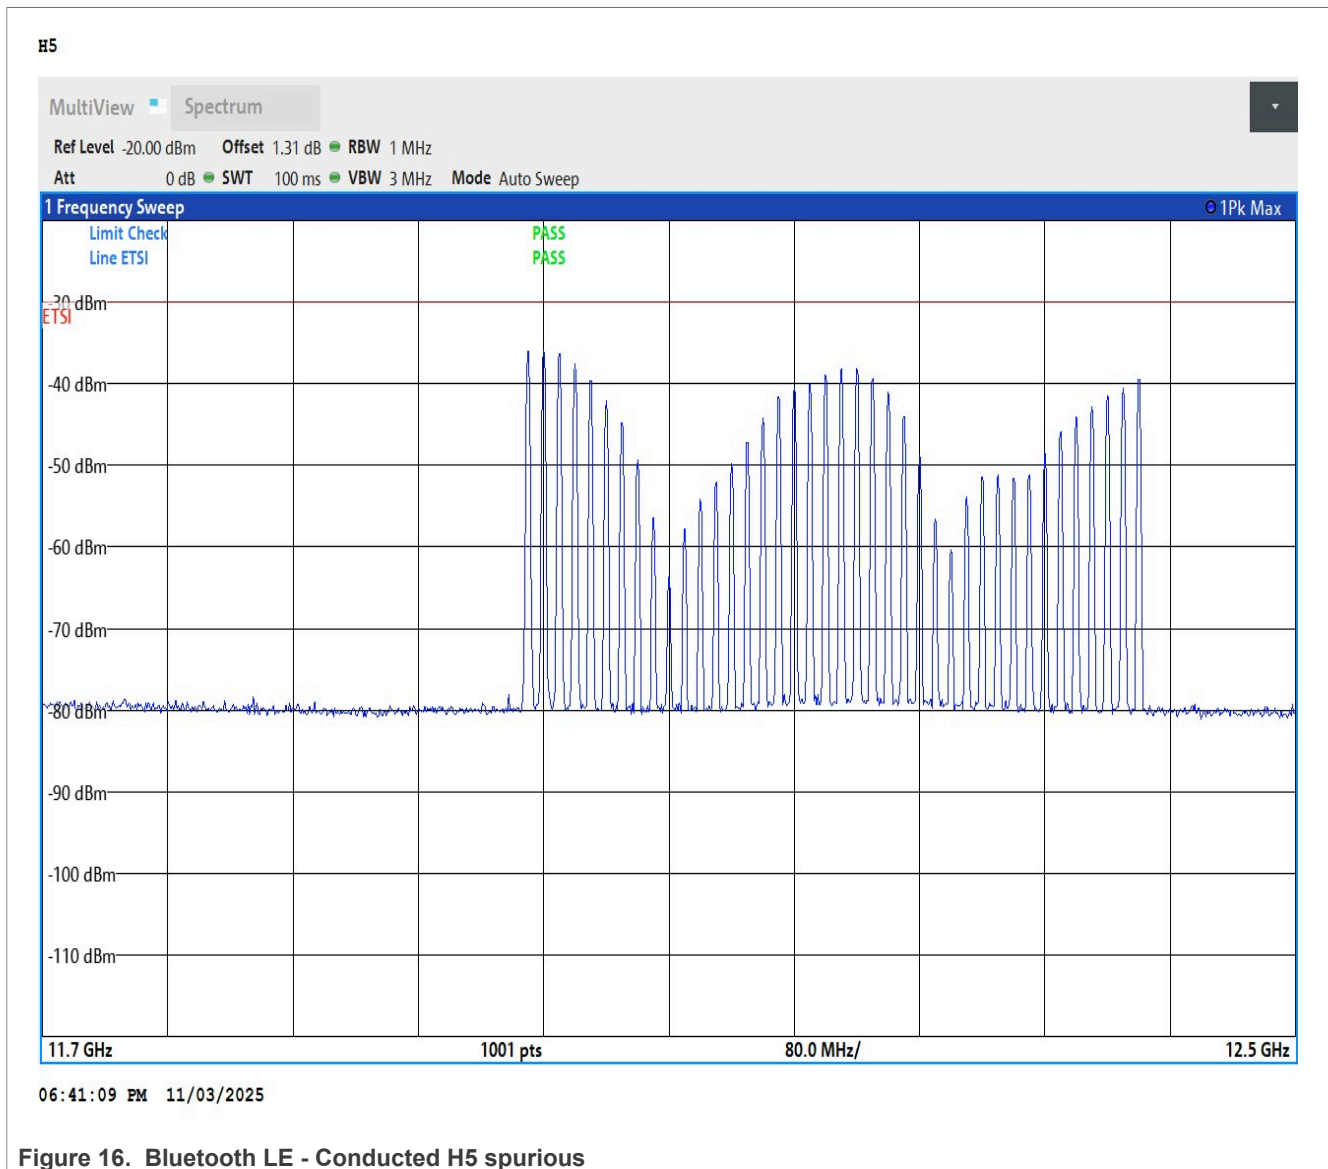 H5
MultiView Spectrum
Ref Level -20.00 dBm Offset 1.31 dB RBW 1 MHz
Att 0 dB SWT 100 ms VBW 3 MHz Mode Auto Sweep
1 Frequency Sweep 1Pk Max
Limit Check PASS
Line ETSI PASS
-30 dBm
ETSI
-40 dBm
-50 dBm
-60 dBm
-70 dBm
-80 dBm
-90 dBm
-100 dBm
-110 dBm
11.7 GHz 1001 pts 80.0 MHz/ 12.5 GHz
06:41:09 PM 11/03/2025
Figure 16. Bluetooth LE - Conducted H5 spurious